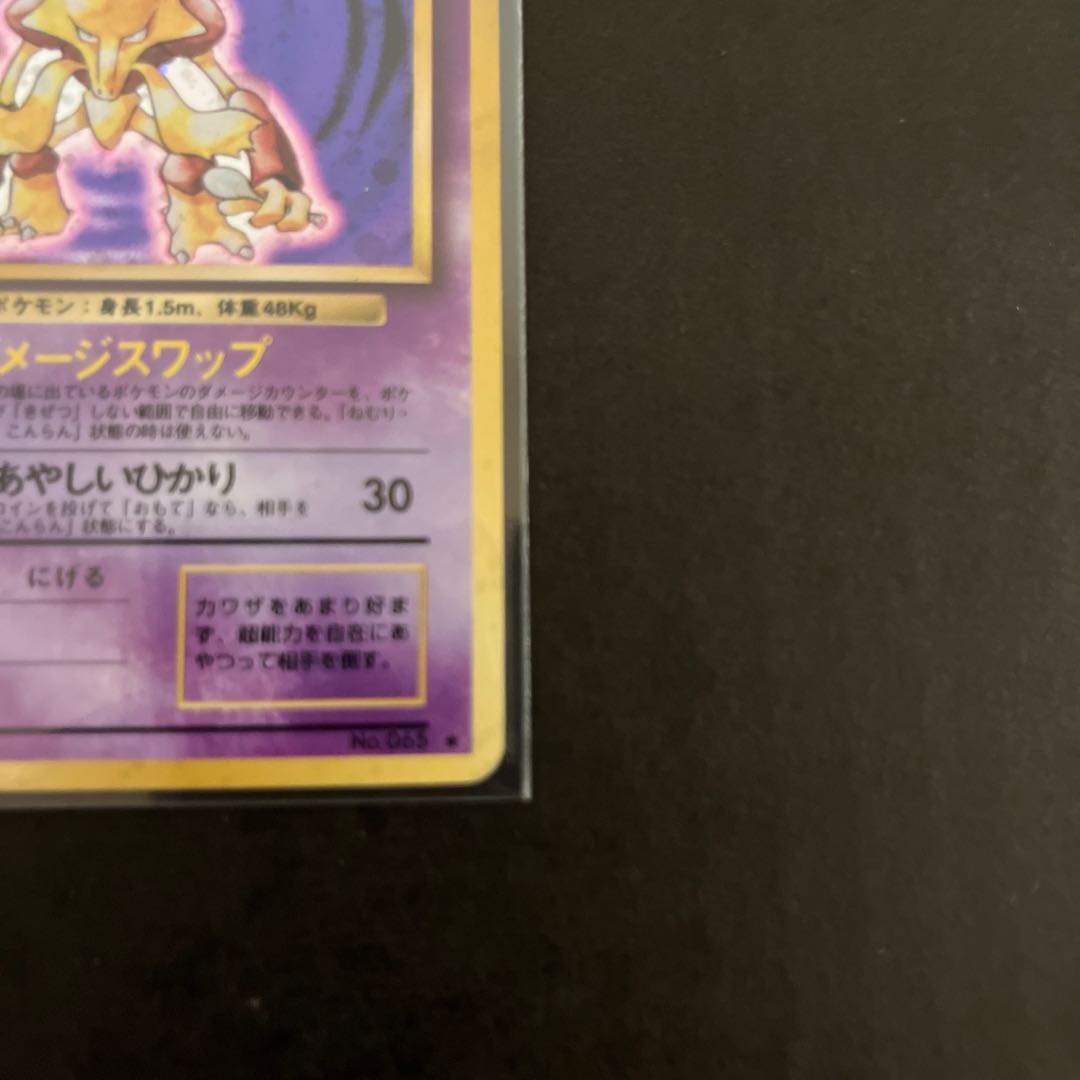 ポケモン：身長1.5m、体重48Kg
メージスワップ
の場に出ているポケモンのダメージカウンターを、ポケ
「きぜつ」しない範囲で自由に移動できる。「ねむり・
こんらん」状態の時は使えない。
あやしいひかり 30
コインを投げて「おもて」なら、相手を
こんらん」状態にする。
にげる
力ワザをあまり好ま
ず、超能力を自在にあ
やつって相手を倒す。
No.065 ★